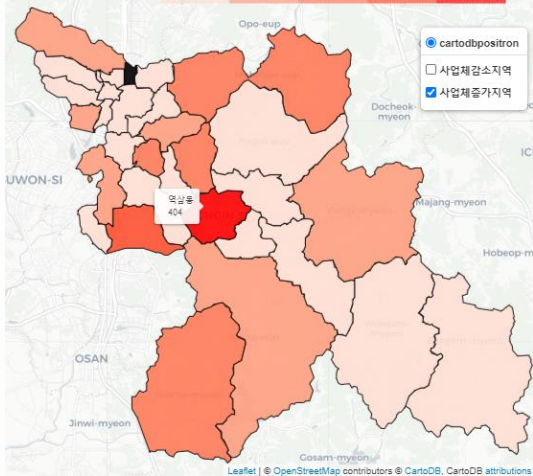 Opo-eup
cartodbpositron
사업체감소지역
사업체증가지역
Docheok-myeon
UWON-SI
역삼동
404
Majang-myeon
Hobeop-m
OSAN
Jinwi-myeon
Gosam-myeon
Leaflet | © OpenStreetMap contributors © CartoDB, CartoDB attributions